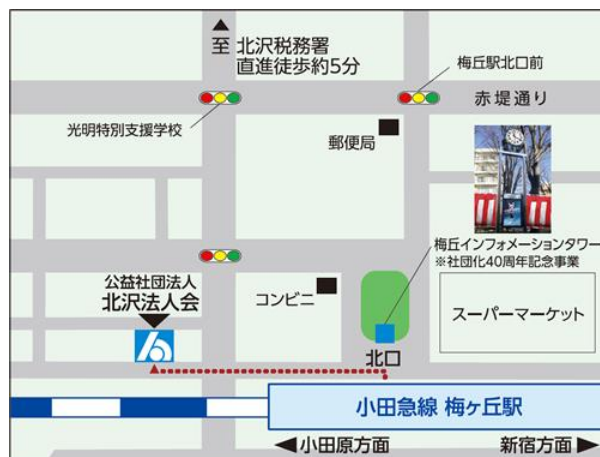 至 北沢税務署
直進徒歩約5分
梅丘駅北口前
赤堤通り
光明特別支援学校
郵便局
梅丘インフォメーションタワー
※社団化40周年記念事業
公益社団法人
北沢法人会
コンビニ
スーパーマーケット
北口
小田急線 梅ヶ丘駅
◀小田原方面
新宿方面▶